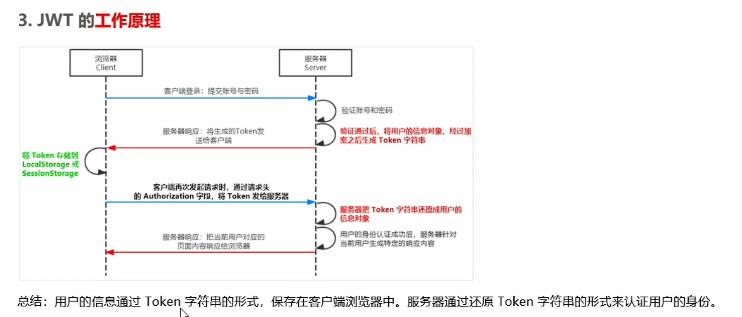 3. JWT 的工作原理
浏览器
Client
服务器
Server
客户端登录：提交账号与密码
验证账号和密码
服务器响应：将生成的Token发
送给客户端
验证通过后，将用户的信息对象，经过加
密之后生成 Token 字符串
将 Token 存储到
LocalStorage 或
SessionStorage
客户端再次发起请求时，通过请求头
的 Authorization 字段，将 Token 发给服务器
服务器把 Token 字符串还原成用户的
信息对象
服务器响应：把当前用户对应的
页面内容响应给浏览器
用户的身份认证成功后，服务器针对
当前用户生成特定的响应内容
总结：用户的信息通过 Token 字符串的形式，保存在客户端浏览器中。服务器通过还原 Token 字符串的形式来认证用户的身份。